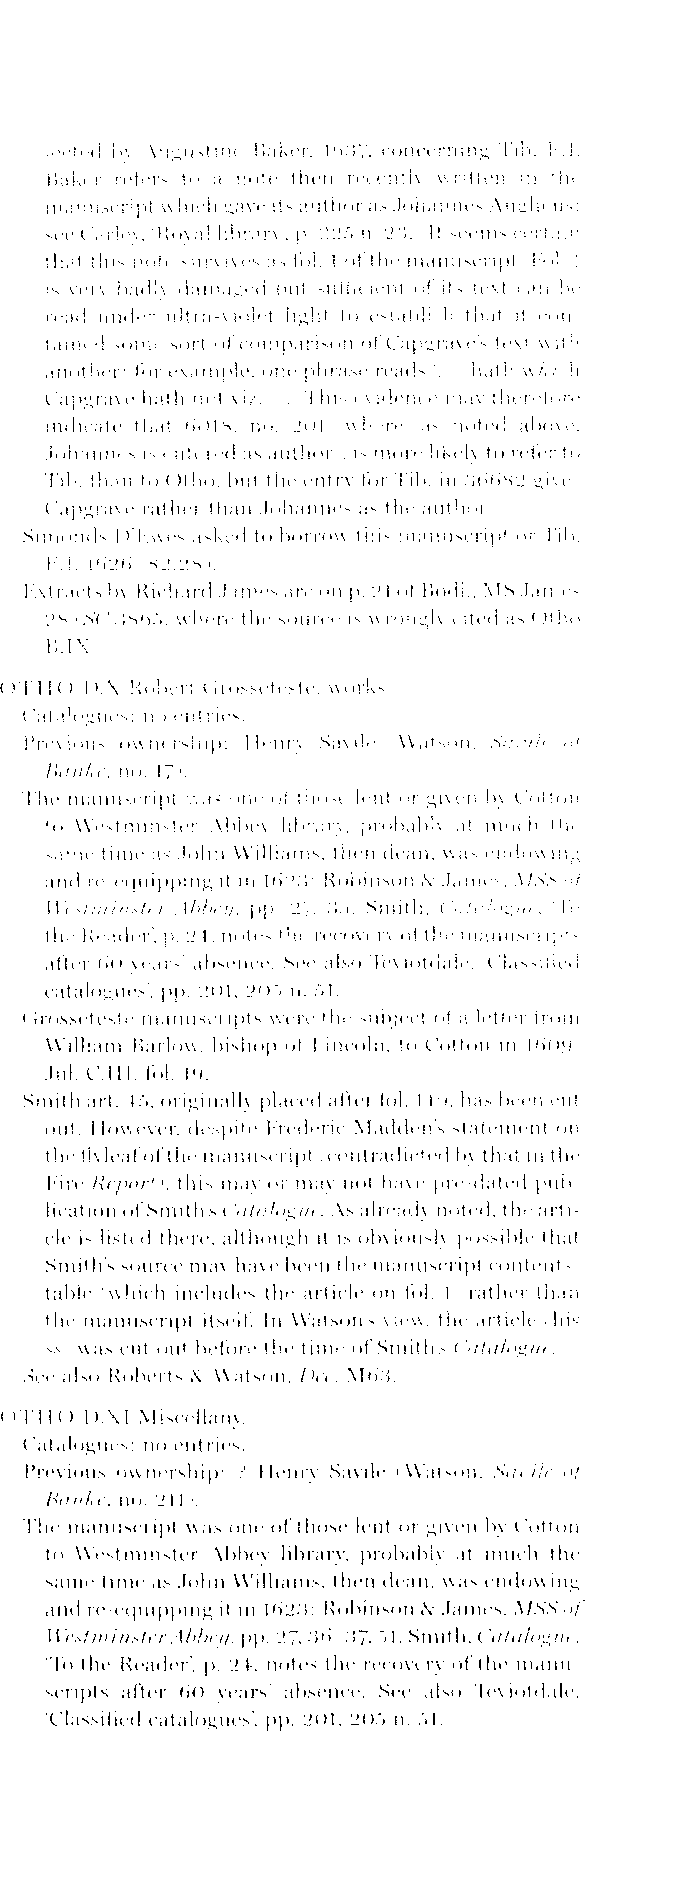 lected by Augustine Baker, 1637, concerning Tib. E.I.
Baker refers to a note then recently written in the
manuscript which gave its author as Johannes Anglicus:
see Carley, 'Royal library', p. 225 n. 23. It seems certain
that this note survives as fol. 1 of the manuscript. Fol. 1
is very badly damaged but sufficient of its text can be
read under ultra-violet light to establish that it con-
tained some sort of comparison of Capgrave's text with
another: for example, one phrase reads '. . . hath which
Capgrave hath not viz. . .'. This evidence may therefore
indicate that 6018, no. 201 (where, as noted above,
Johannes is entered as author), is more likely to refer to
Tib. than to Otho, but the entry for Tib. in 36682 gives
Capgrave rather than Johannes as the author.
Simonds D'Ewes asked to borrow this manuscript or Tib.
E.I, 1626 (82.28).
Extracts by Richard James are on p. 21 of Bodl., MS James
28 (SC 3865), where the source is wrongly cited as Otho
B.IX.
OTHO D.X Robert Grosseteste, works
Catalogues: no entries.
Previous ownership: Henry Savile (Watson, Savile of
Banke, no. 17).
The manuscript was one of those lent or given by Cotton
to Westminster Abbey library, probably at much the
same time as John Williams, then dean, was endowing
and re-equipping it in 1623: Robinson & James, MSS of
Westminster Abbey, pp. 27, 35. Smith, Catalogue, 'To
the Reader', p. 24, notes the recovery of the manuscripts
after 60 years' absence. See also Teviotdale, 'Classified
catalogues', pp. 201, 205 n. 51.
Grosseteste manuscripts were the subject of a letter from
William Barlow, bishop of Lincoln, to Cotton in 1609:
Jul. C.III, fol. 19.
Smith art. 45, originally placed after fol. 149, has been cut
out. However, despite Frederic Madden's statement on
the flyleaf of the manuscript (contradicted by that in the
Fire Report), this may or may not have pre-dated pub-
lication of Smith's Catalogue. As already noted, the arti-
cle is listed there, although it is obviously possible that
Smith's source may have been the manuscript contents-
table (which includes the article on fol. 1) rather than
the manuscript itself. In Watson's view, the article (his
ss) was cut out before the time of Smith's Catalogue.
See also Roberts & Watson, Dee, M63.
OTHO D.XI Miscellany.
Catalogues: no entries.
Previous ownership: ? Henry Savile (Watson, Savile of
Banke, no. 211).
The manuscript was one of those lent or given by Cotton
to Westminster Abbey library, probably at much the
same time as John Williams, then dean, was endowing
and re-equipping it in 1623: Robinson & James, MSS of
Westminster Abbey, pp. 27, 36-37, 51. Smith, Catalogue,
'To the Reader', p. 24, notes the recovery of the manu-
scripts after 60 years' absence. See also Teviotdale,
'Classified catalogues', pp. 201, 205 n. 51.